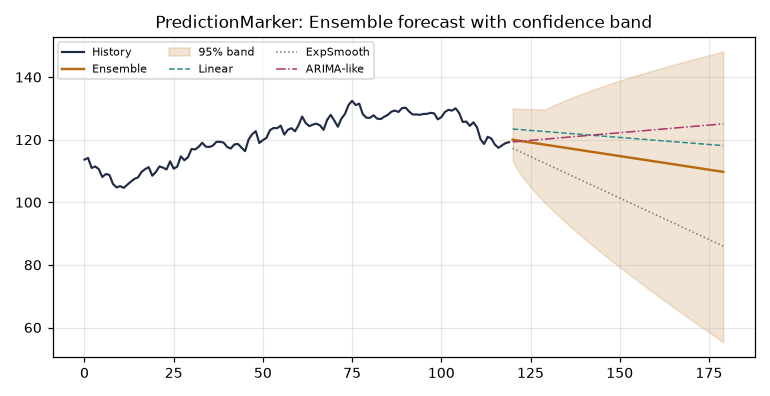 PredictionMarker: Ensemble forecast with confidence band
History
Ensemble
95% band
Linear
ExpSmooth
ARIMA-like
140
120
100
80
60
0
25
50
75
100
125
150
175